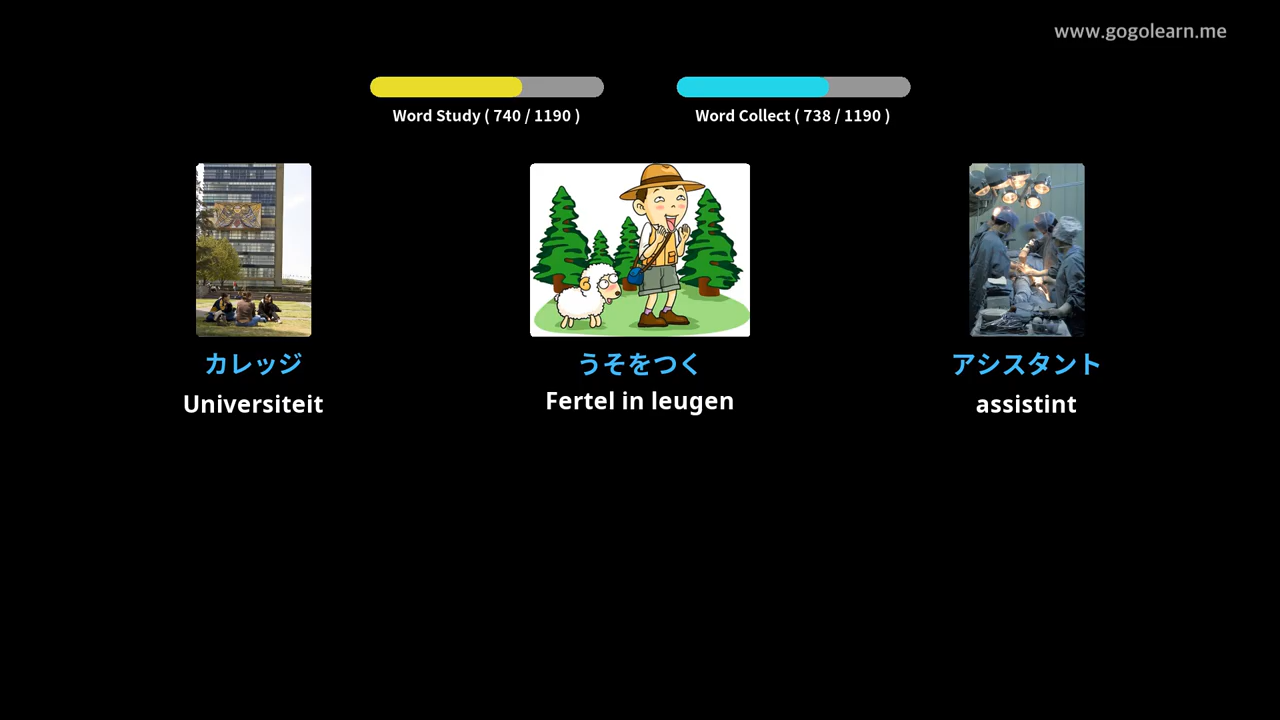 www.gogolearn.me
Word Study ( 740 / 1190 )
Word Collect ( 738 / 1190 )
カレッジ
うそをつく
アシスタント
Universiteit
Fertel in leugen
assistint